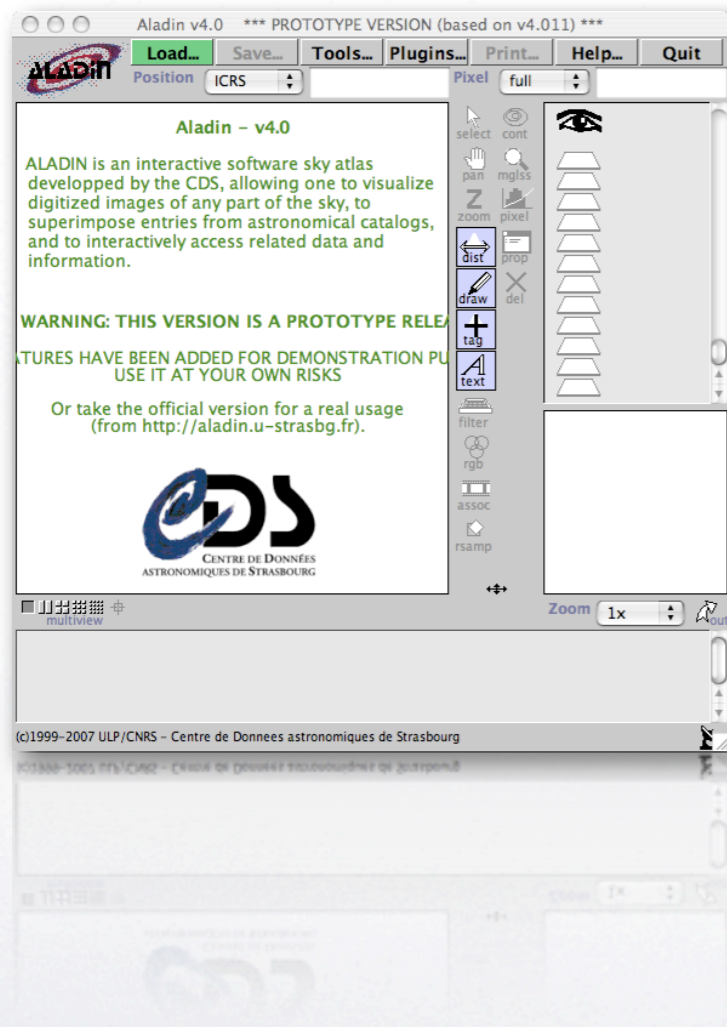 Aladin v4.0 *** PROTOTYPE VERSION (based on v4.011) ***
ALADIN
Load... Save... Tools... Plugins... Print... Help... Quit
Position ICRS Pixel full
Aladin - v4.0
ALADIN is an interactive software sky atlas
developped by the CDS, allowing one to visualize
digitized images of any part of the sky, to
superimpose entries from astronomical catalogs,
and to interactively access related data and
information.
WARNING: THIS VERSION IS A PROTOTYPE RELEA
ATURES HAVE BEEN ADDED FOR DEMONSTRATION PU
USE IT AT YOUR OWN RISKS
Or take the official version for a real usage
(from http://aladin.u-strasbg.fr).
CDS
CENTRE DE DONNÉES
ASTRONOMIQUES DE STRASBOURG
select cont
pan mglss
Z
zoom pixel
dist prop
draw del
tag
A
text
filter
rgb
assoc
rsamp
multiview
Zoom 1x out
(c)1999-2007 ULP/CNRS - Centre de Donnees astronomiques de Strasbourg